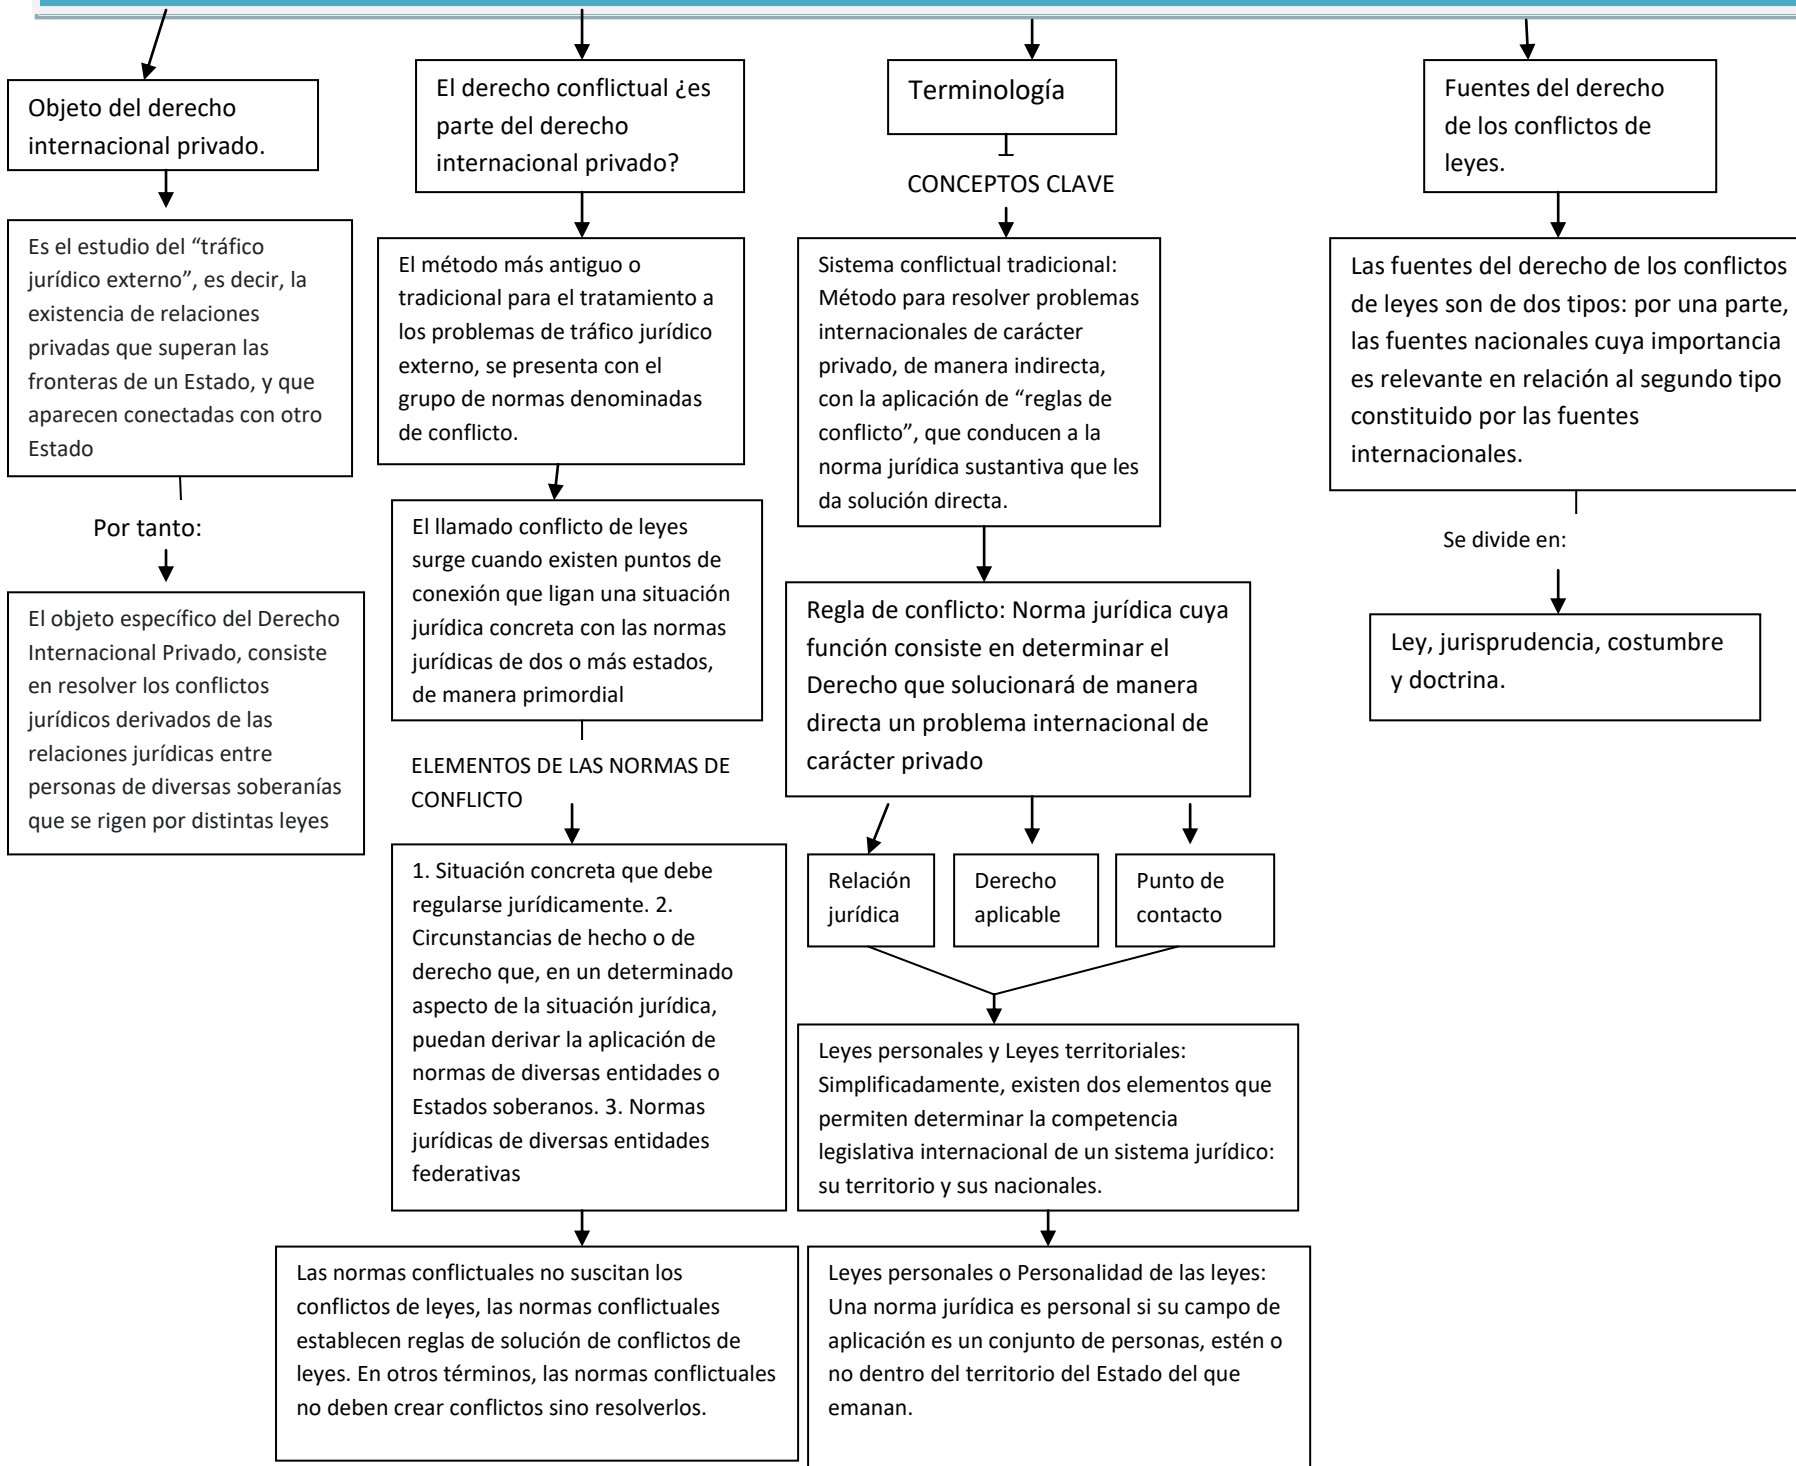 Objeto del derecho
internacional privado.
Es el estudio del “tráfico
jurídico externo”, es decir, la
existencia de relaciones
privadas que superan las
fronteras de un Estado, y que
aparecen conectadas con otro
Estado
Por tanto:
El objeto específico del Derecho
Internacional Privado, consiste
en resolver los conflictos
jurídicos derivados de las
relaciones jurídicas entre
personas de diversas soberanías
que se rigen por distintas leyes
El derecho conflictual ¿es
parte del derecho
internacional privado?
El método más antiguo o
tradicional para el tratamiento a
los problemas de tráfico jurídico
externo, se presenta con el
grupo de normas denominadas
de conflicto.
El llamado conflicto de leyes
surge cuando existen puntos de
conexión que ligan una situación
jurídica concreta con las normas
jurídicas de dos o más estados,
de manera primordial
ELEMENTOS DE LAS NORMAS DE
CONFLICTO
1. Situación concreta que debe
regularse jurídicamente. 2.
Circunstancias de hecho o de
derecho que, en un determinado
aspecto de la situación jurídica,
puedan derivar la aplicación de
normas de diversas entidades o
Estados soberanos. 3. Normas
jurídicas de diversas entidades
federativas
Las normas conflictuales no suscitan los
conflictos de leyes, las normas conflictuales
establecen reglas de solución de conflictos de
leyes. En otros términos, las normas conflictuales
no deben crear conflictos sino resolverlos.
Terminología
CONCEPTOS CLAVE
Sistema conflictual tradicional:
Método para resolver problemas
internacionales de carácter
privado, de manera indirecta,
con la aplicación de “reglas de
conflicto”, que conducen a la
norma jurídica sustantiva que les
da solución directa.
Regla de conflicto: Norma jurídica cuya
función consiste en determinar el
Derecho que solucionará de manera
directa un problema internacional de
carácter privado
Relación
jurídica
Derecho
aplicable
Punto de
contacto
Leyes personales y Leyes territoriales:
Simplificadamente, existen dos elementos que
permiten determinar la competencia
legislativa internacional de un sistema jurídico:
su territorio y sus nacionales.
Leyes personales o Personalidad de las leyes:
Una norma jurídica es personal si su campo de
aplicación es un conjunto de personas, estén o
no dentro del territorio del Estado del que
emanan.
Fuentes del derecho
de los conflictos de
leyes.
Las fuentes del derecho de los conflictos
de leyes son de dos tipos: por una parte,
las fuentes nacionales cuya importancia
es relevante en relación al segundo tipo
constituido por las fuentes
internacionales.
Se divide en:
Ley, jurisprudencia, costumbre
y doctrina.